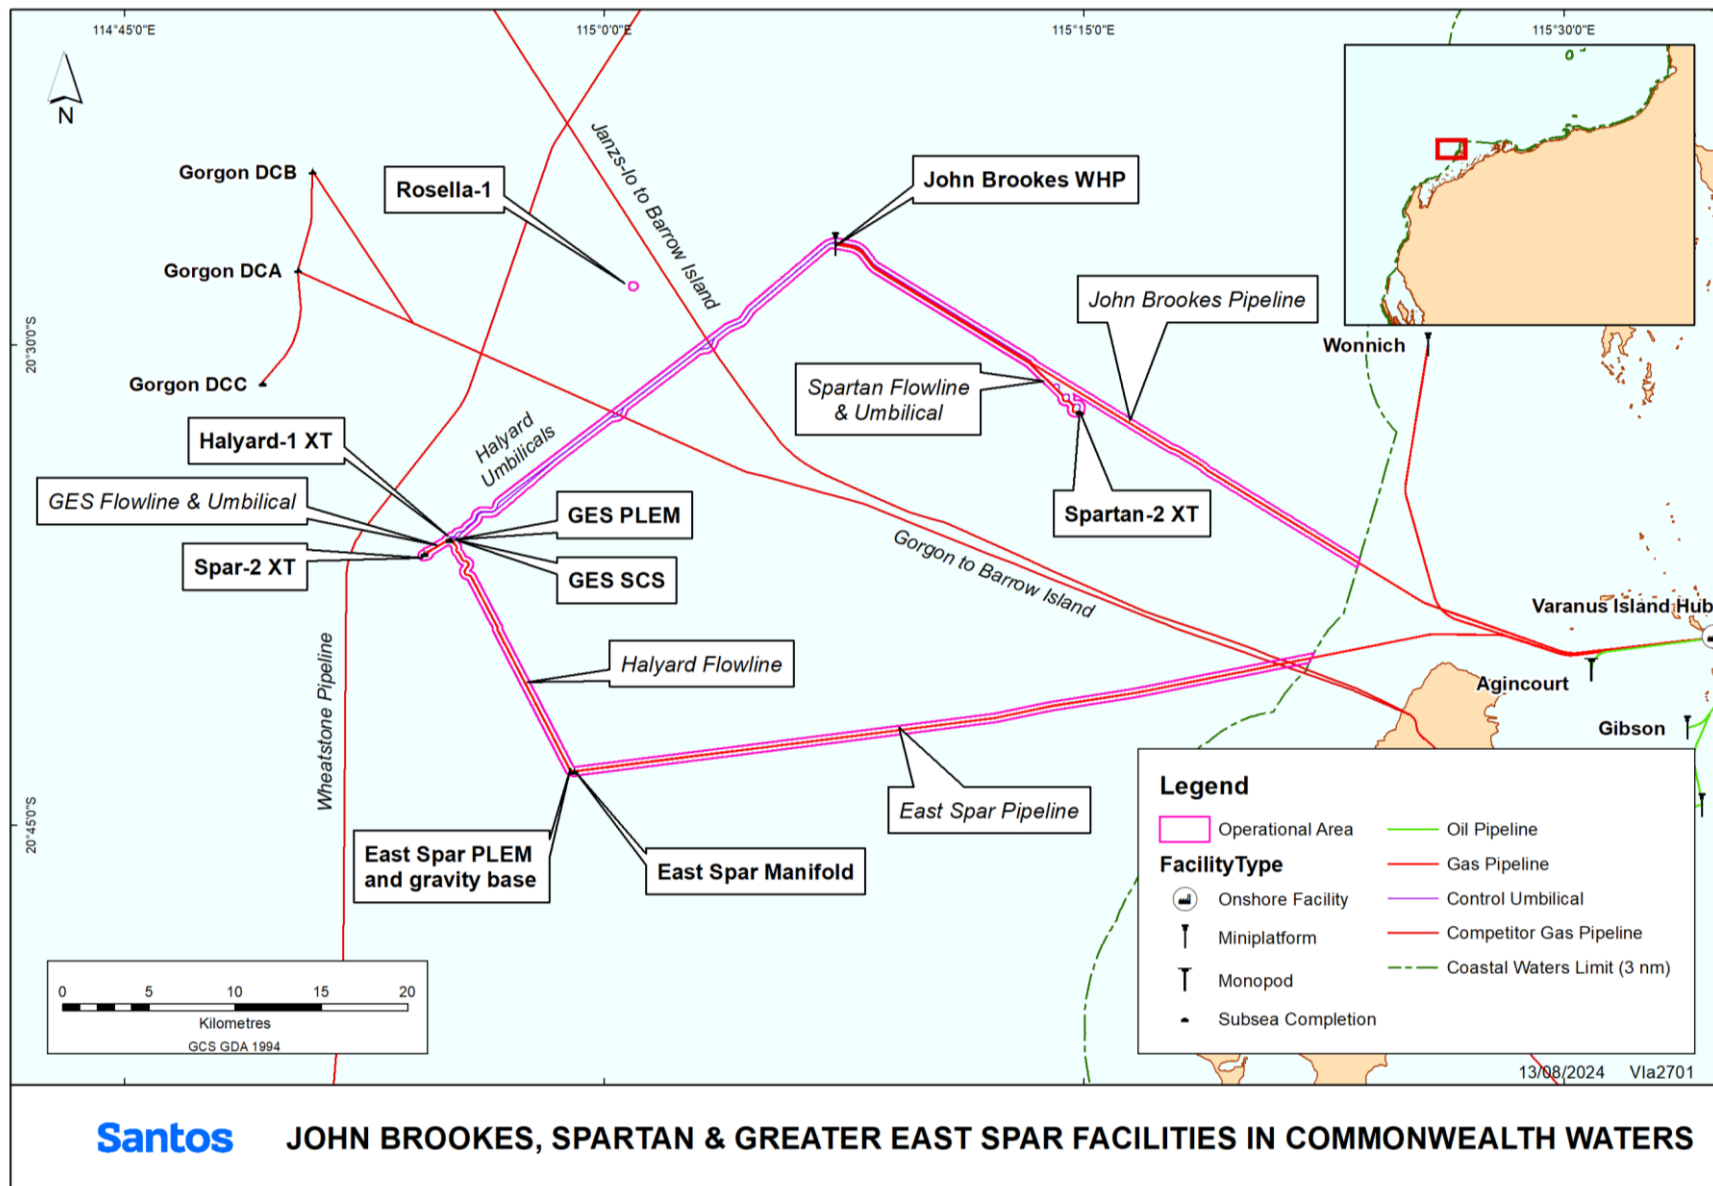 114°45'0"E
115°0'0"E
115°15'0"E
115°30'0"E
N
Gorgon DCB
Rosella-1
Janzs-Io to Barrow Island
John Brookes WHP
Gorgon DCA
John Brookes Pipeline
20°30'0"S
Wonnich
Gorgon DCC
Spartan Flowline
& Umbilical
Halyard-1 XT
Halyard
Umbilicals
GES Flowline & Umbilical
GES PLEM
Spartan-2 XT
Spar-2 XT
GES SCS
Gorgon to Barrow Island
Varanus Island Hub
Halyard Flowline
Agincourt
Wheatstone Pipeline
Gibson
East Spar Pipeline
20°45'0"S
East Spar PLEM
and gravity base
East Spar Manifold
Legend
Operational Area
FacilityType
Onshore Facility
Miniplatform
Monopod
Subsea Completion
Oil Pipeline
Gas Pipeline
Control Umbilical
Competitor Gas Pipeline
Coastal Waters Limit (3 nm)
0 5 10 15 20
Kilometres
GCS GDA 1994
13/08/2024 VIa2701
Santos JOHN BROOKES, SPARTAN & GREATER EAST SPAR FACILITIES IN COMMONWEALTH WATERS